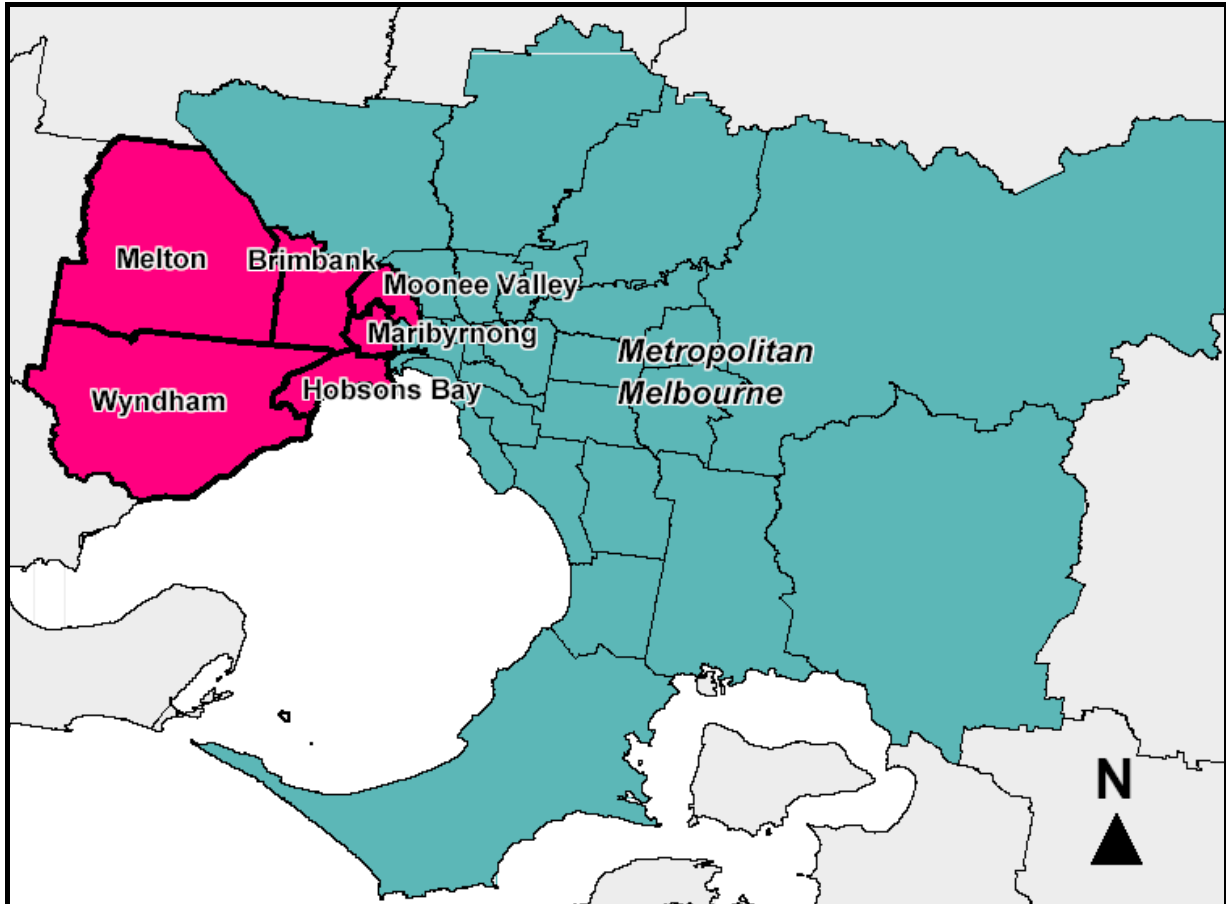 Melton
Brimbank
Moonee Valley
Maribyrnong
Metropolitan
Melbourne
Hobsons Bay
Wyndham
N